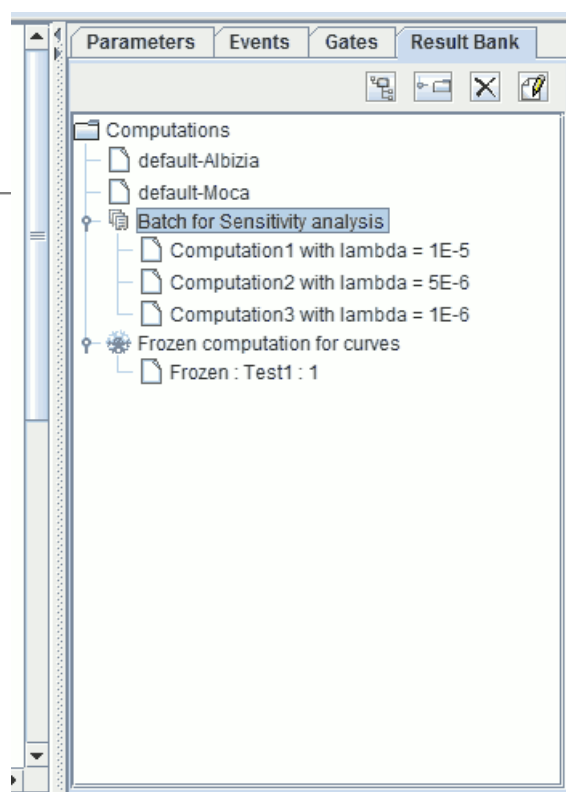 Parameters Events Gates Result Bank
Computations
default-Albizia
default-Moca
Batch for Sensitivity analysis
Computation1 with lambda = 1E-5
Computation2 with lambda = 5E-6
Computation3 with lambda = 1E-6
Frozen computation for curves
Frozen : Test1 : 1